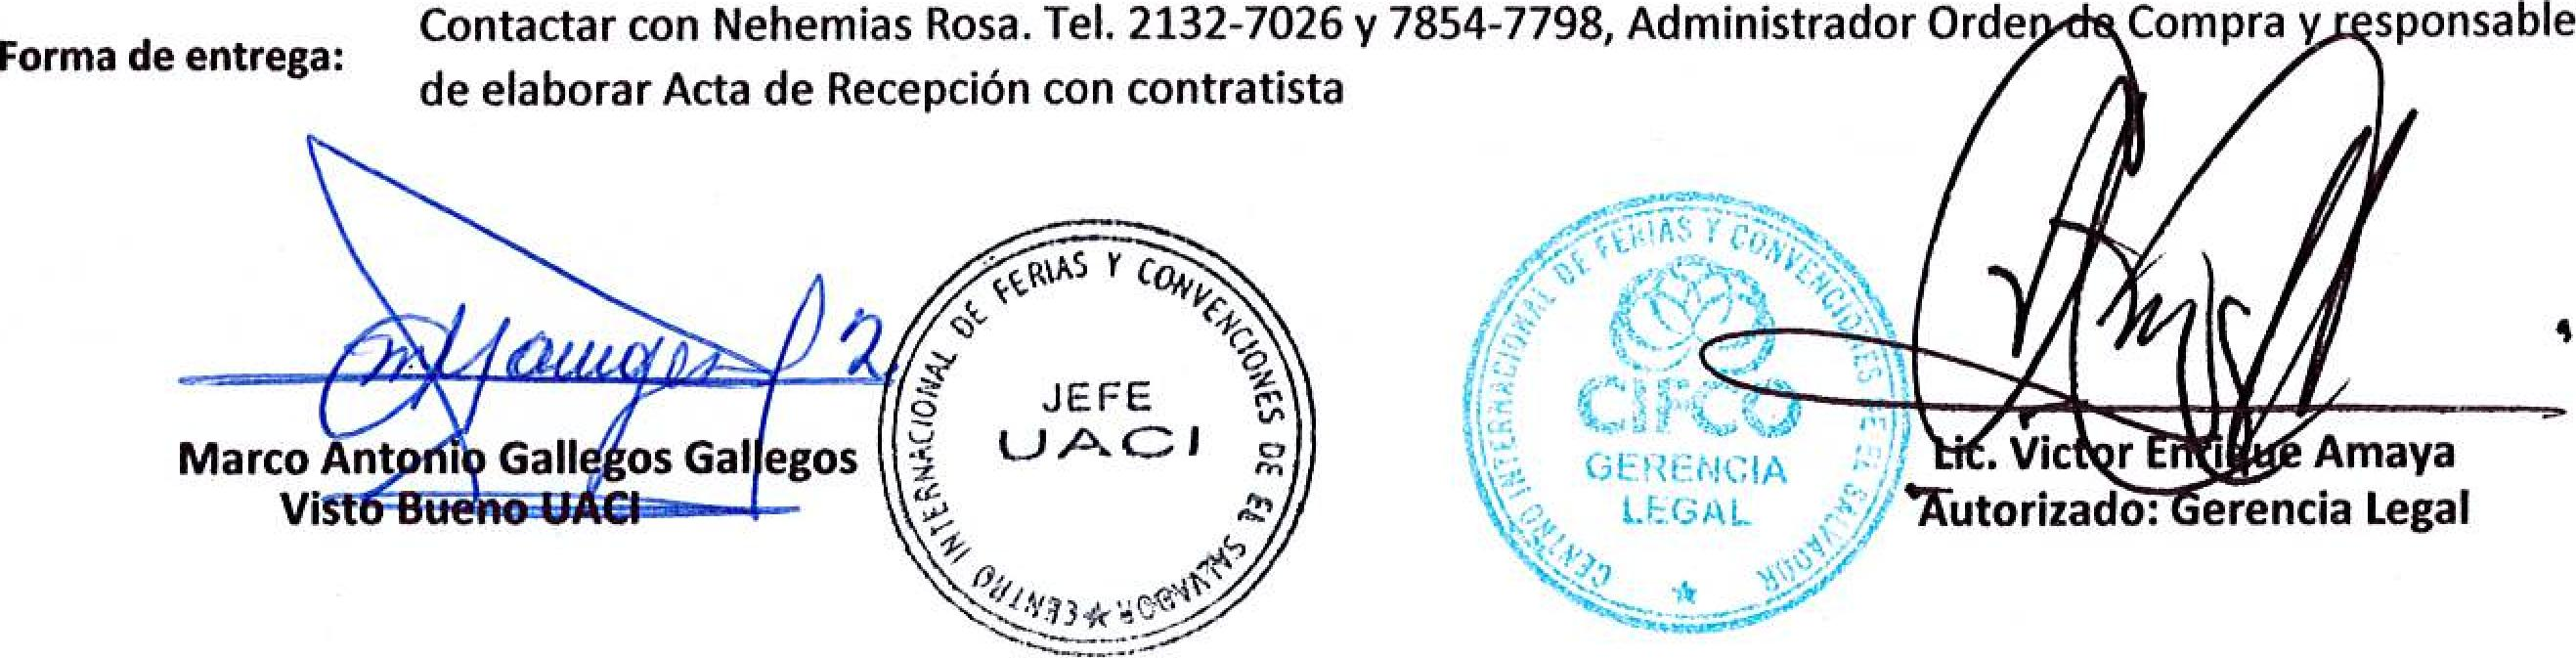 Contactar con Nehemias Rosa. Tel. 2132-7026 y 7854-7798, Administrador Orden de Compra y responsable
Forma de entrega:
de elaborar Acta de Recepción con contratista
CENTRO INTERNACIONAL DE FERIAS Y CONVENCIONES DE EL SALVADOR
JEFE
UACI
CENTRO INTERNACIONAL DE FERIAS Y CONVENCIONES DE EL SALVADOR
CIFCO
GERENCIA
LEGAL
Marco Antonio Gallegos Gallegos
Visto Bueno UACI
Lic. Victor Enrique Amaya
Autorizado: Gerencia Legal